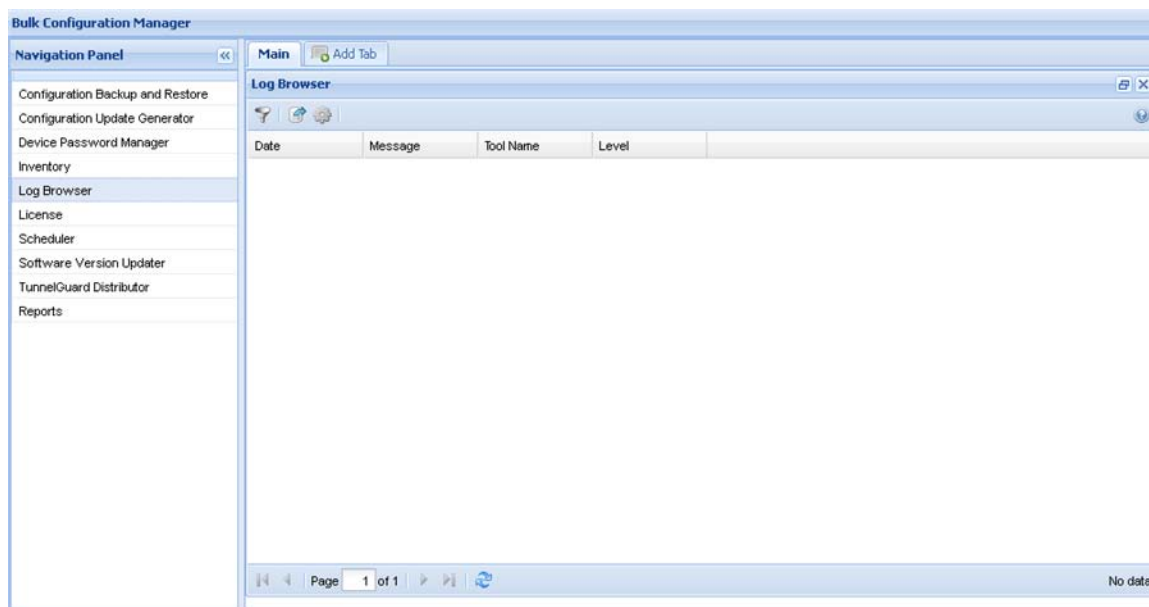 Bulk Configuration Manager
Navigation Panel
Configuration Backup and Restore
Configuration Update Generator
Device Password Manager
Inventory
Log Browser
License
Scheduler
Software Version Updater
TunnelGuard Distributor
Reports
Main Add Tab
Log Browser
Date Message Tool Name Level
Page 1 of 1 No data